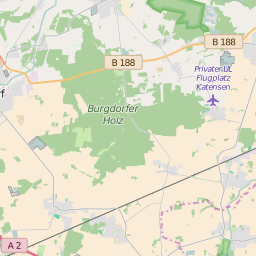 B 188
B 188
Privater UL
Flugplatz
Katensen
Burgdorfer
Holz
A 2